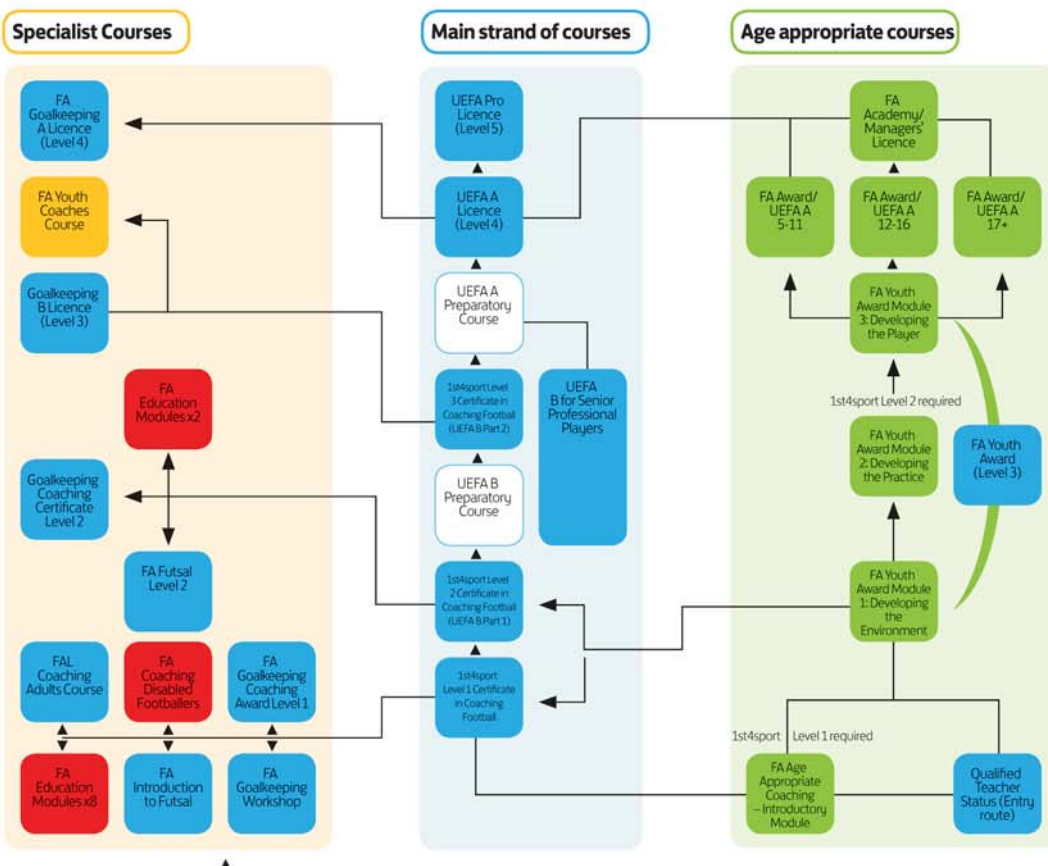 Specialist Courses
Main strand of courses
Age appropriate courses
FA
Goalkeeping
A Licence
(Level 4)
FA Youth
Coaches
Course
Goalkeeping
B Licence
(Level 3)
FA
Education
Modules x2
Goalkeeping
Coaching
Certificate
Level 2
FA Futsal
Level 2
FAL
Coaching
Adults Course
FA
Coaching
Disabled
Footballers
FA
Goalkeeping
Coaching
Award Level 1
FA
Education
Modules x8
FA
Introduction
to Futsal
FA
Goalkeeping
Workshop
UEFA Pro
Licence
(Level 5)
UEFA A
Licence
(Level 4)
UEFA A
Preparatory
Course
1st4sport Level
3 Certificate in
Coaching Football
(UEFA B Part 2)
UEFA
B for Senior
Professional
Players
UEFA B
Preparatory
Course
1st4sport Level
2 Certificate in
Coaching Football
(UEFA B Part 1)
1st4sport
Level 1 Certificate
in Coaching
Football
FA
Academy/
Managers'
Licence
FA Award/
UEFA A
5-11
FA Award/
UEFA A
12-16
FA Award/
UEFA A
17+
FA Youth
Award Module
3: Developing
the Player
1st4sport Level 2 required
FA Youth
Award Module
2: Developing
the Practice
FA Youth
Award
(Level 3)
FA Youth
Award Module
1: Developing
the
Environment
1st4sport Level 1 required
FA Age
Appropriate
Coaching
– Introductory
Module
Qualified
Teacher
Status (Entry
route)